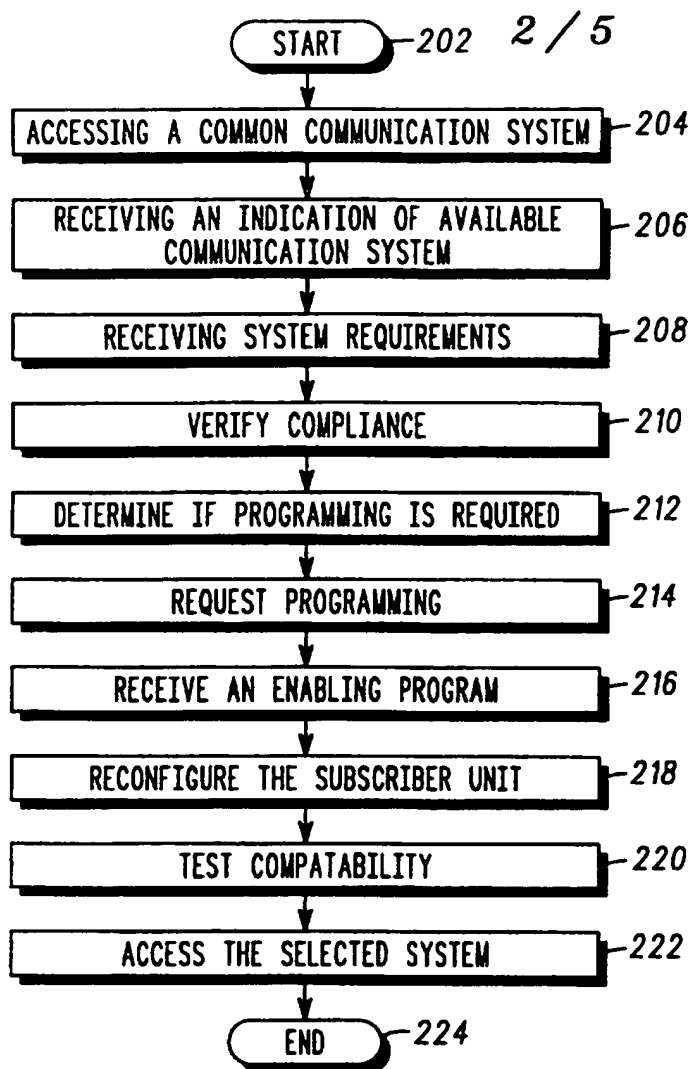 START 202 2/5
ACCESSING A COMMON COMMUNICATION SYSTEM 204
RECEIVING AN INDICATION OF AVAILABLE
COMMUNICATION SYSTEM 206
RECEIVING SYSTEM REQUIREMENTS 208
VERIFY COMPLIANCE 210
DETERMINE IF PROGRAMMING IS REQUIRED 212
REQUEST PROGRAMMING 214
RECEIVE AN ENABLING PROGRAM 216
RECONFIGURE THE SUBSCRIBER UNIT 218
TEST COMPATABILITY 220
ACCESS THE SELECTED SYSTEM 222
END 224